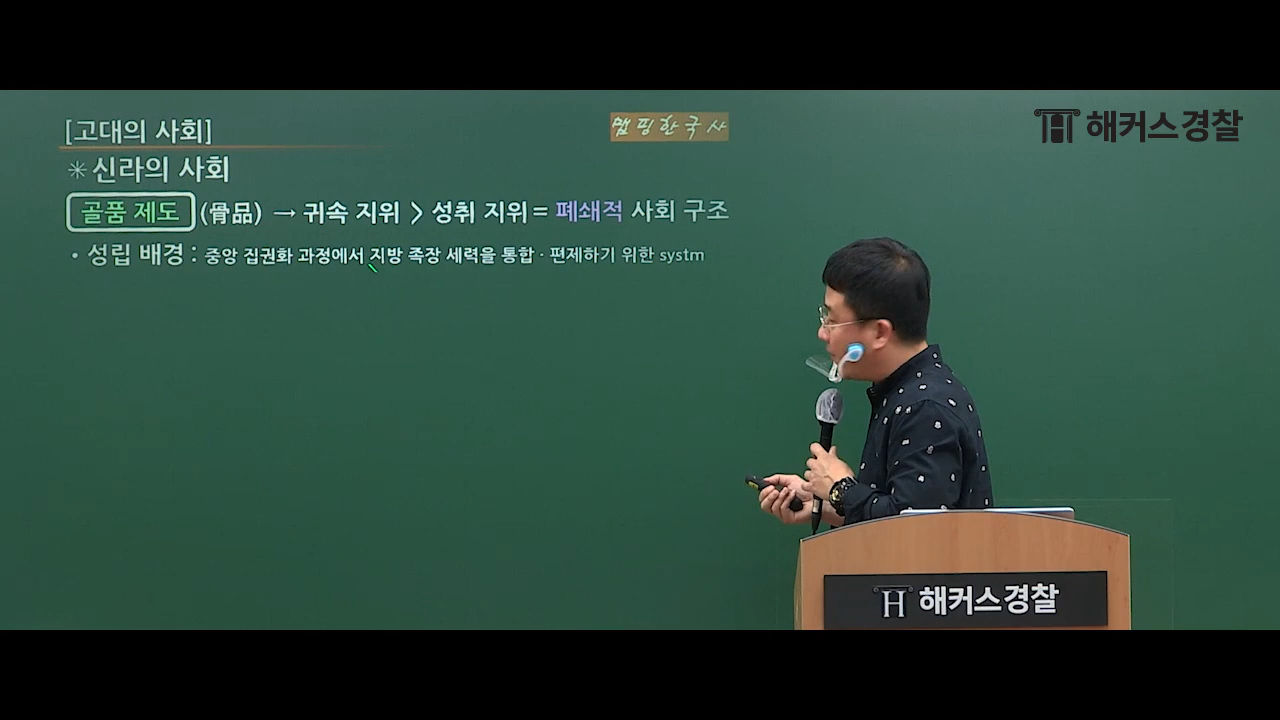 [고대의 사회]
맵핑한국사
해커스경찰
✳신라의 사회
골품 제도 (骨品) → 귀속 지위 > 성취 지위 = 폐쇄적 사회 구조
• 성립 배경 : 중앙 집권화 과정에서 지방 족장 세력을 통합 · 편제하기 위한 systm
H 해커스경찰